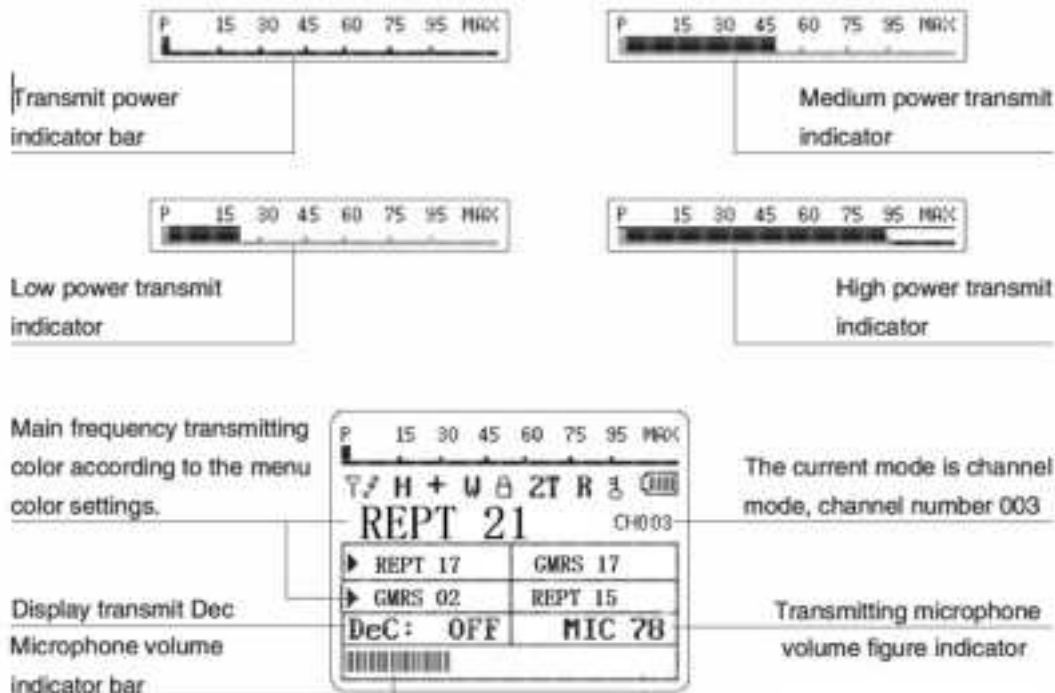 P 15 30 45 60 75 95 MAX
Transmit power
indicator bar
P 15 30 45 60 75 95 MAX
Medium power transmit
indicator
P 15 30 45 60 75 95 MAX
Low power transmit
indicator
P 15 30 45 60 75 95 MAX
High power transmit
indicator
Main frequency transmitting
color according to the menu
color settings.
P 15 30 45 60 75 95 MAX
H + W 2T R
REPT 21 CH003
The current mode is channel
mode, channel number 003
REPT 17 GMRS 17
GMRS 02 REPT 15
DeC: OFF MIC 78
Display transmit Dec
Microphone volume
indicator bar
Transmitting microphone
volume figure indicator